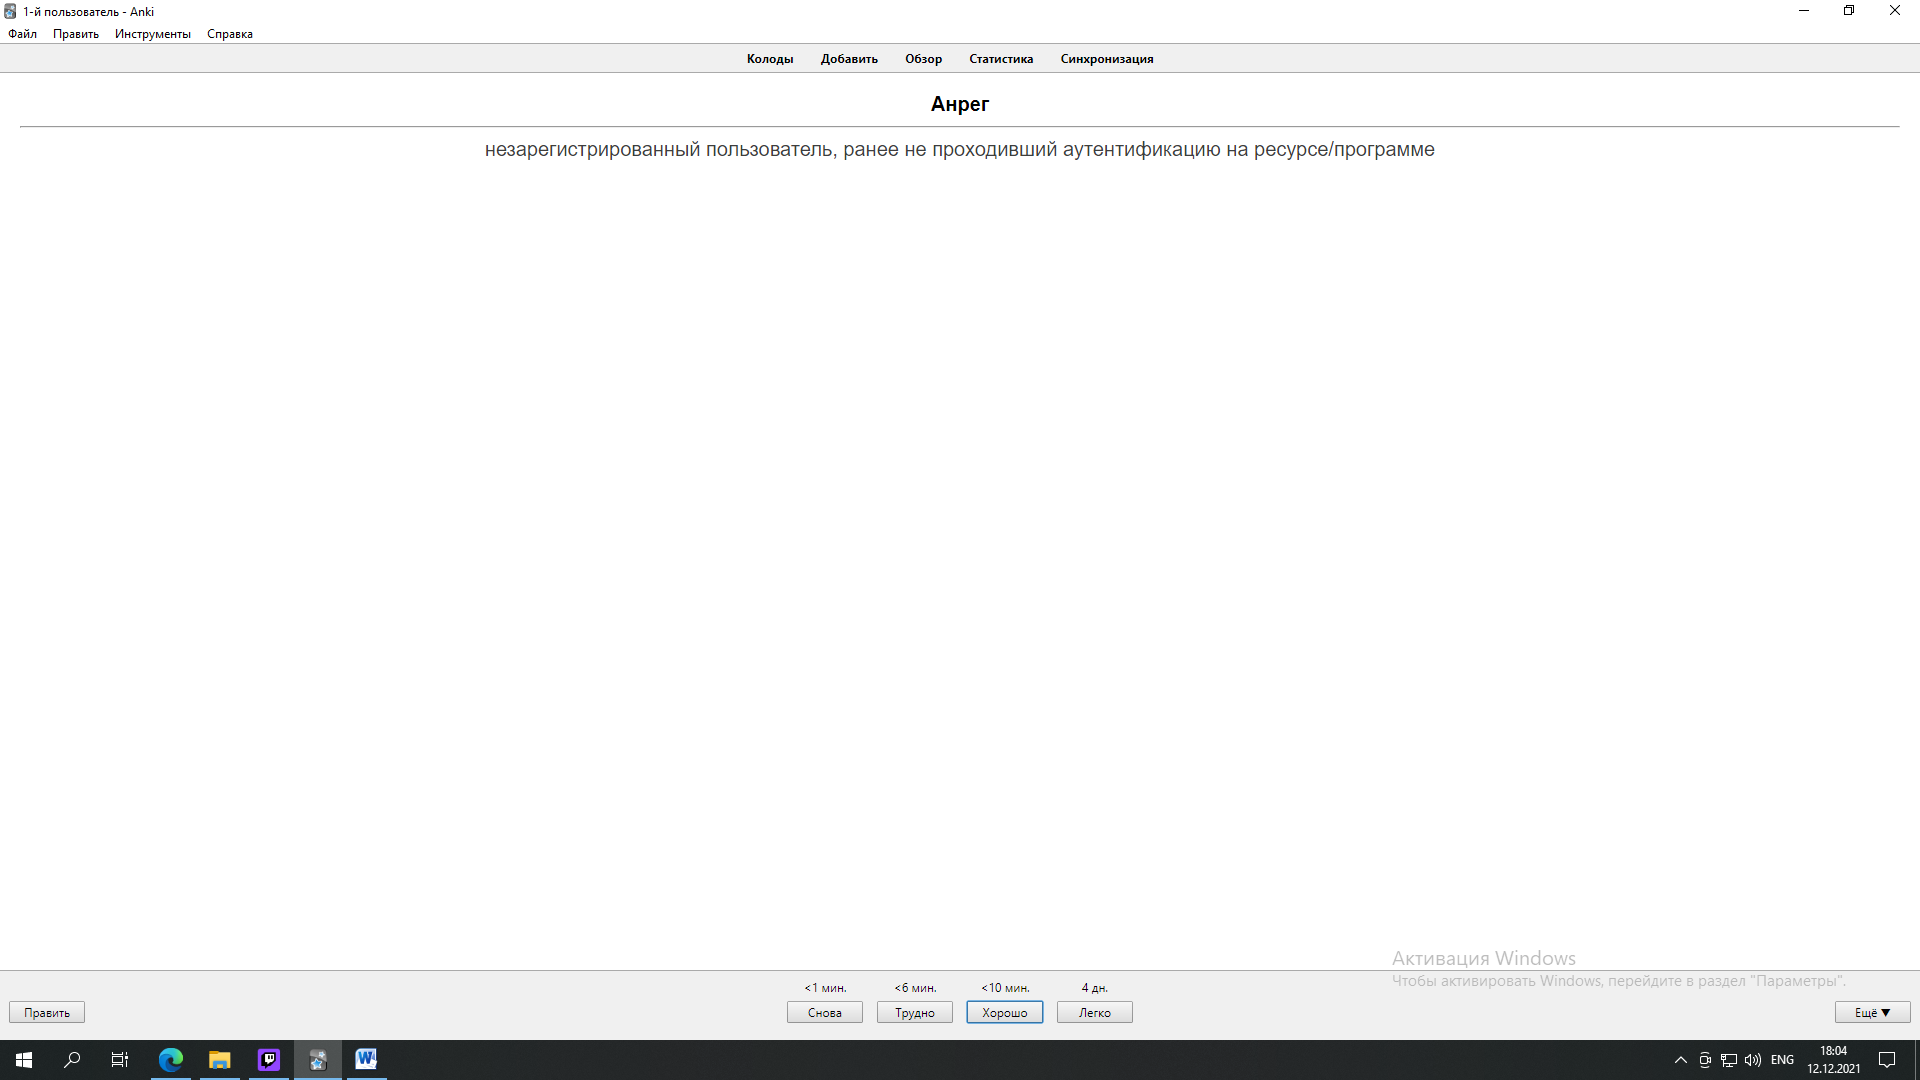 1-й пользователь - Anki
Файл Править Инструменты Справка
Колоды Добавить Обзор Статистика Синхронизация
Анрег
незарегистрированный пользователь, ранее не проходивший аутентификацию на ресурсе/программе
Активация Windows
Чтобы активировать Windows, перейдите в раздел "Параметры".
<1 мин. <6 мин. <10 мин. 4 дн.
Править Снова Трудно Хорошо Легко Ещё ▼
ENG
18:04
12.12.2021